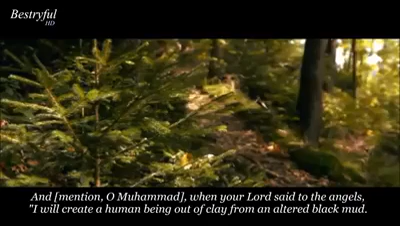 Bestryful
HD
And [mention, O Muhammad], when your Lord said to the angels,
"I will create a human being out of clay from an altered black mud.